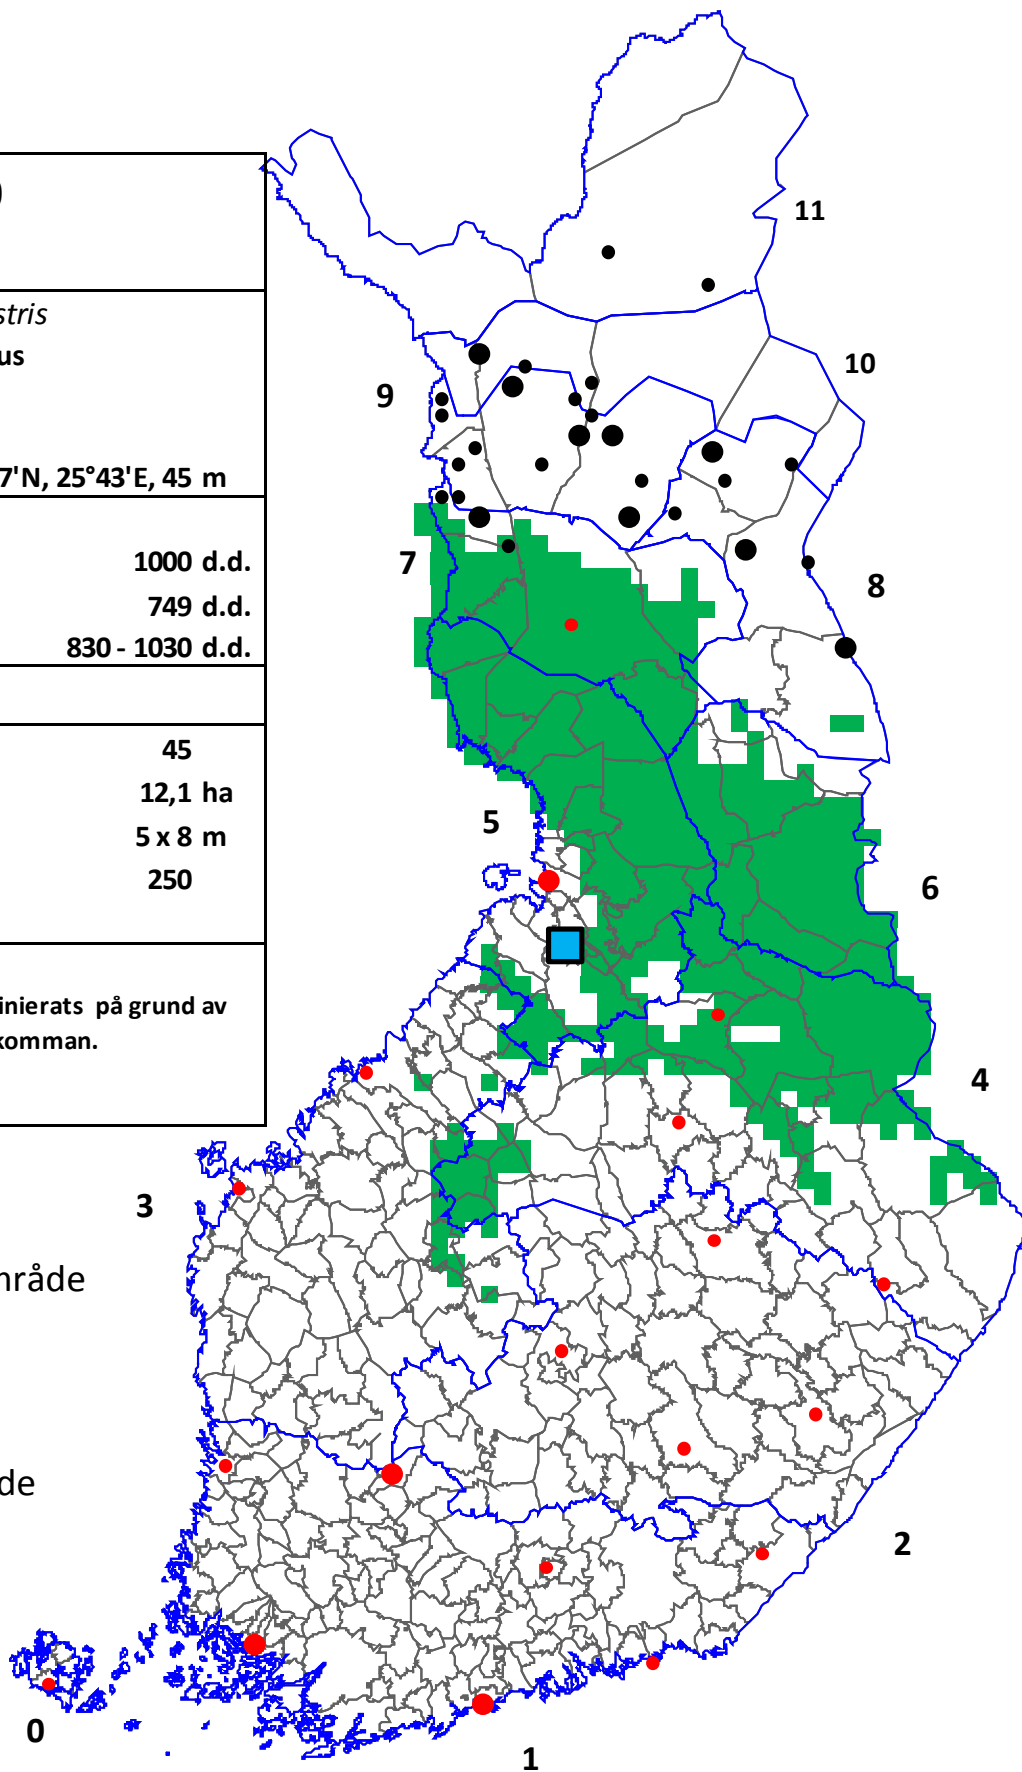 )
stris
us
7'N, 25°43'E, 45 m
1000 d.d.
749 d.d.
830 - 1030 d.d.
45
12,1 ha
5 x 8 m
250
inierats på grund av
komman.
mråde
de
11
10
9
8
7
6
5
4
3
2
1
0